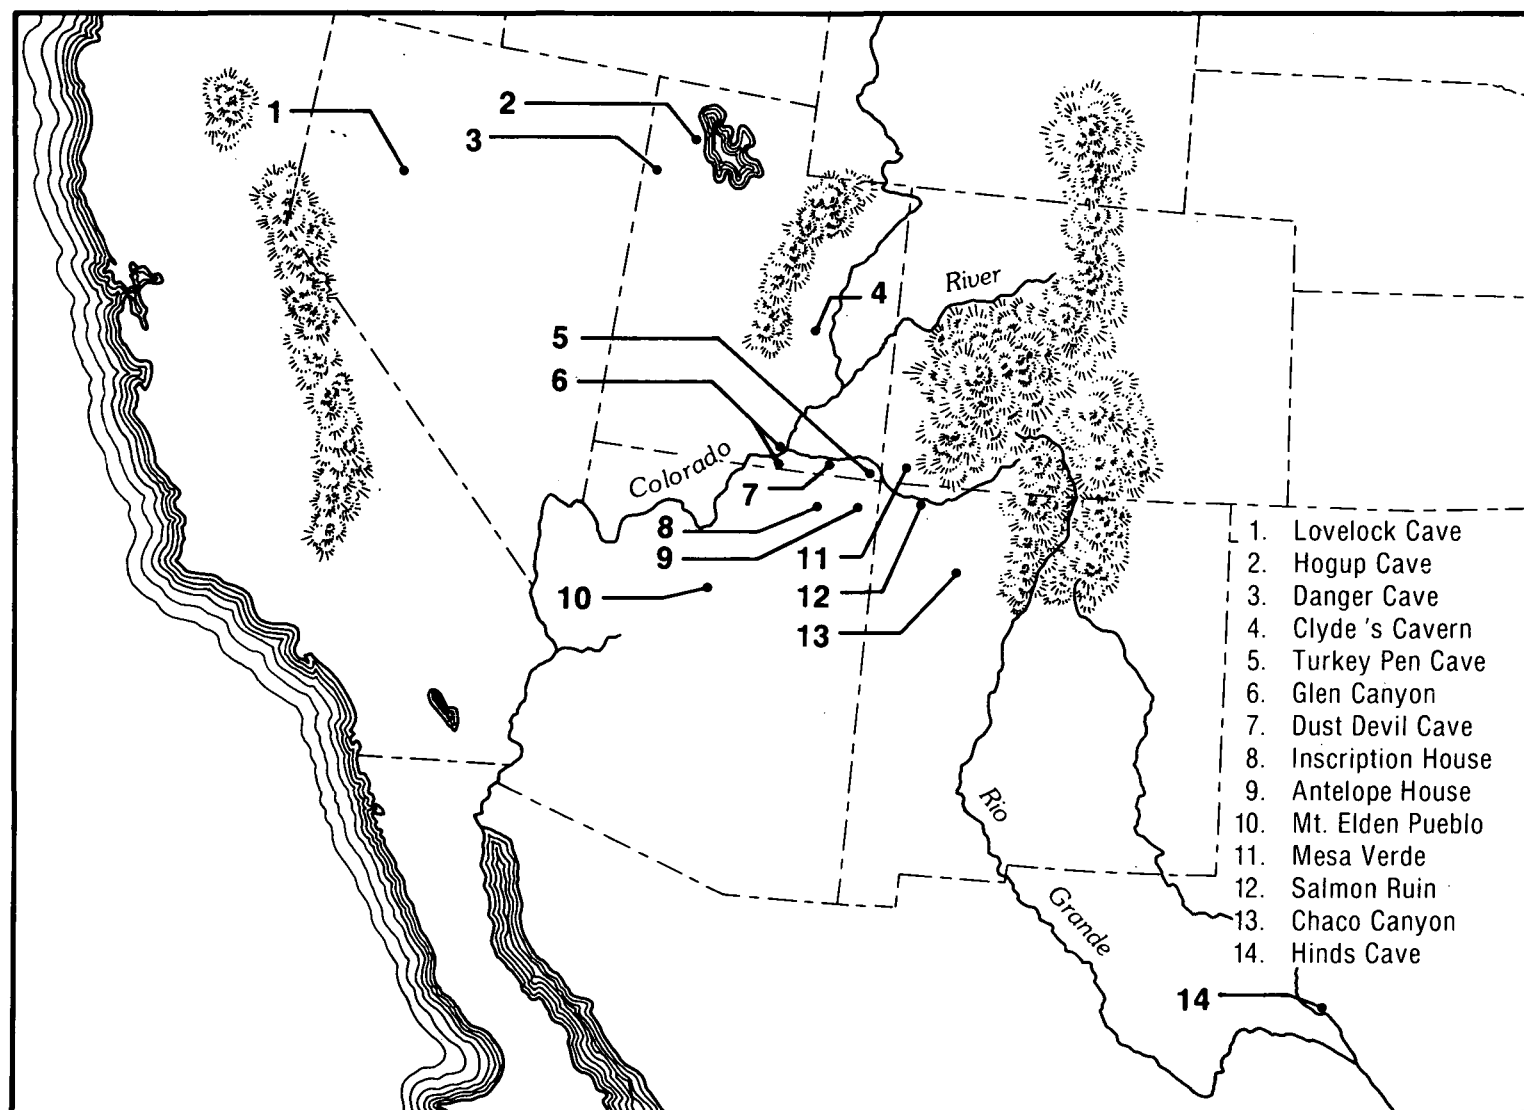 1
2
3
River
4
5
6
Colorado
7
8
9
10
11
12
13
Rio
Grande
14
1. Lovelock Cave
2. Hogup Cave
3. Danger Cave
4. Clyde 's Cavern
5. Turkey Pen Cave
6. Glen Canyon
7. Dust Devil Cave
8. Inscription House
9. Antelope House
10. Mt. Elden Pueblo
11. Mesa Verde
12. Salmon Ruin
13. Chaco Canyon
14. Hinds Cave